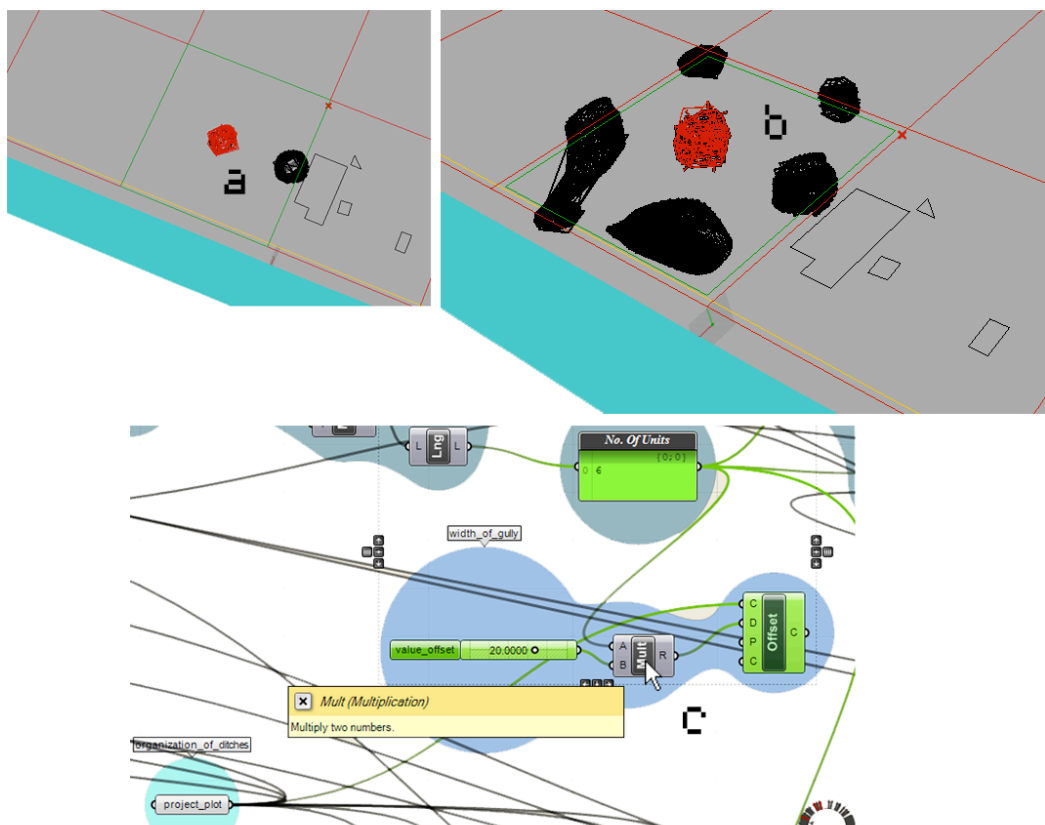 a
b
L
Lng
L
No. Of Units
{0;0}
0 6
width_of_gully
value_offset
20.0000
A
B
Mult
R
C
D
P
C
Offset
C
Mult (Multiplication)
Multiply two numbers.
c
organization_of_ditches
project_plot